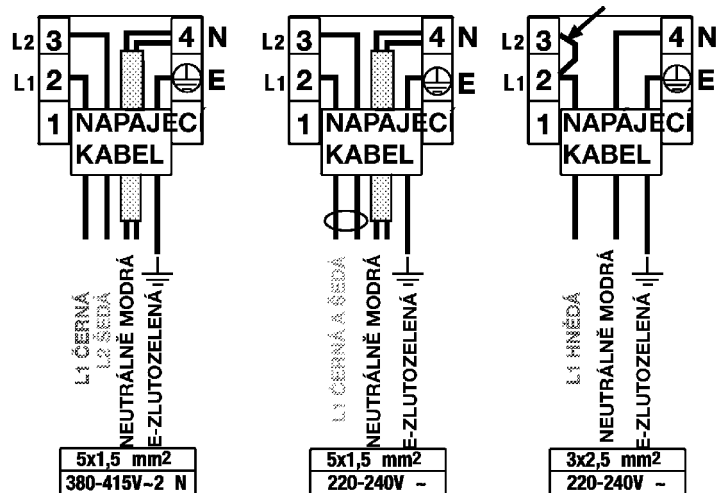 L2 3 4 N
L1 2 E
1 NAPAJECÍ
KABEL
L1 ČERNÁ
L2 ŠEDÁ
NEUTRÁLNĚ MODRÁ
E-ZLUTOZELENÁ
5x1,5 mm2
380-415V~2 N
L2 3 4 N
L1 2 E
1 NAPAJECÍ
KABEL
L1 ČERNÁ A ŠEDÁ
NEUTRÁLNĚ MODRÁ
E-ZLUTOZELENÁ
5x1,5 mm2
220-240V ~
L2 3 4 N
L1 2 E
1 NAPÁJECÍ
KABEL
L1 HNĚDÁ
NEUTRÁLNĚ MODRÁ
E-ZLUTOZELENÁ
3x2,5 mm2
220-240V ~